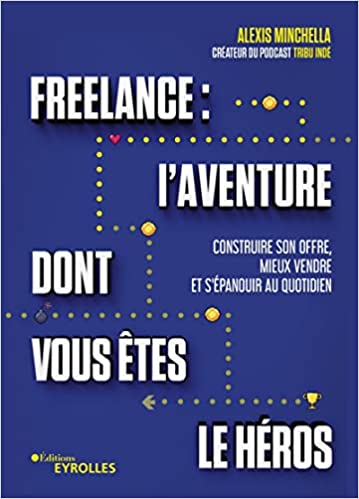 ALEXIS MINCHELLA
CRÉATEUR DU PODCAST TRIBU INDÉ
FREELANCE :
l'AVENTURE
CONSTRUIRE SON OFFRE,
MIEUX VENDRE
ET S'ÉPANOUIR AU QUOTIDIEN
DONT
VOUS ÊTES
LE HÉROS
Éditions
EYROLLES